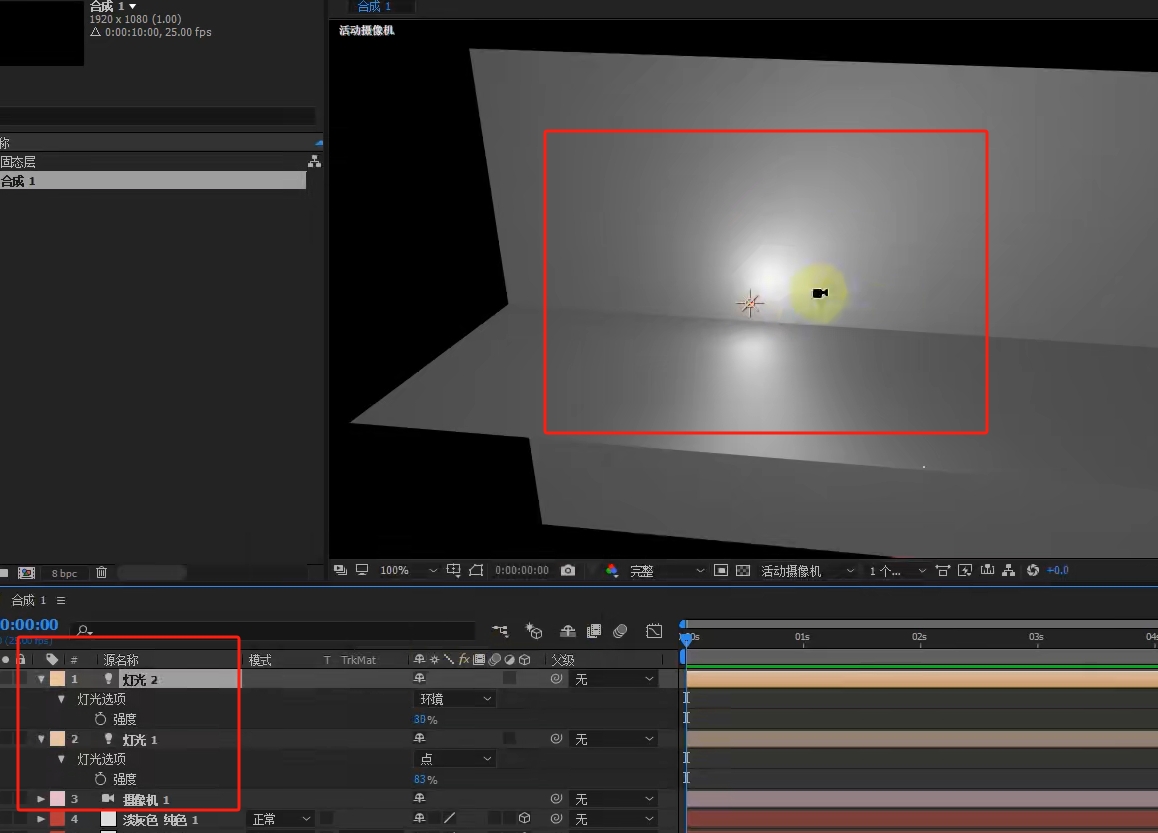 合成 1
1920 x 1080 (1.00)
△ 0:00:10:00, 25.00 fps
合成 1
活动摄像机
称
固态层
合成 1
8 bpc
100%
0:00:00:00
完整
活动摄像机
1 个...
+0.0
合成 1
0:00:00
:00s
01s
02s
03s
04s
#
源名称
模式
T TrkMat
fx
父级
1
灯光 2
无
灯光选项
环境
强度
30 %
2
灯光 1
无
灯光选项
点
强度
83 %
3
摄像机 1
无
4
浅灰色 纯色 1
正常
无